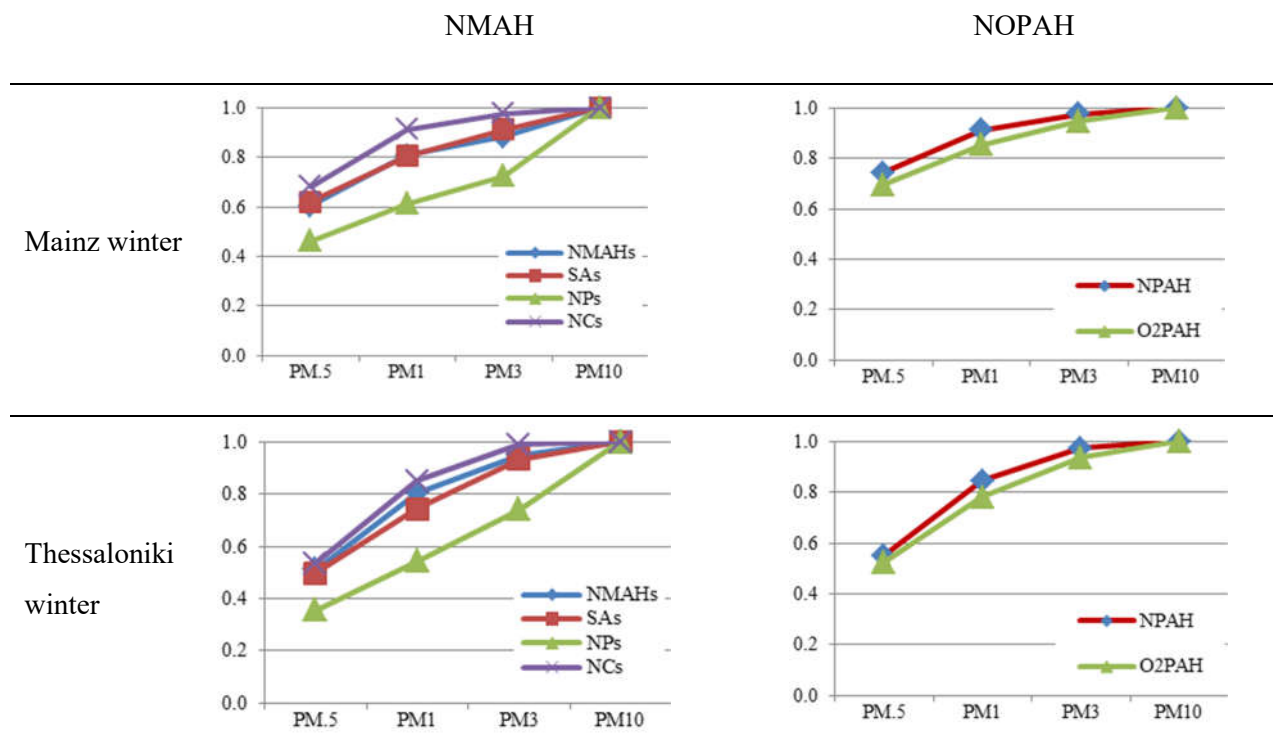 NMAH NOPAH
Mainz winter
1.0
0.8
0.6
0.4
0.2
0.0
PM.5 PM1 PM3 PM10
NMAHs
SAs
NPs
NCs
1.0
0.8
0.6
0.4
0.2
0.0
PM.5 PM1 PM3 PM10
NPAH
O2PAH
Thessaloniki
winter
1.0
0.8
0.6
0.4
0.2
0.0
PM.5 PM1 PM3 PM10
NMAHs
SAs
NPs
NCs
1.0
0.8
0.6
0.4
0.2
0.0
PM.5 PM1 PM3 PM10
NPAH
O2PAH